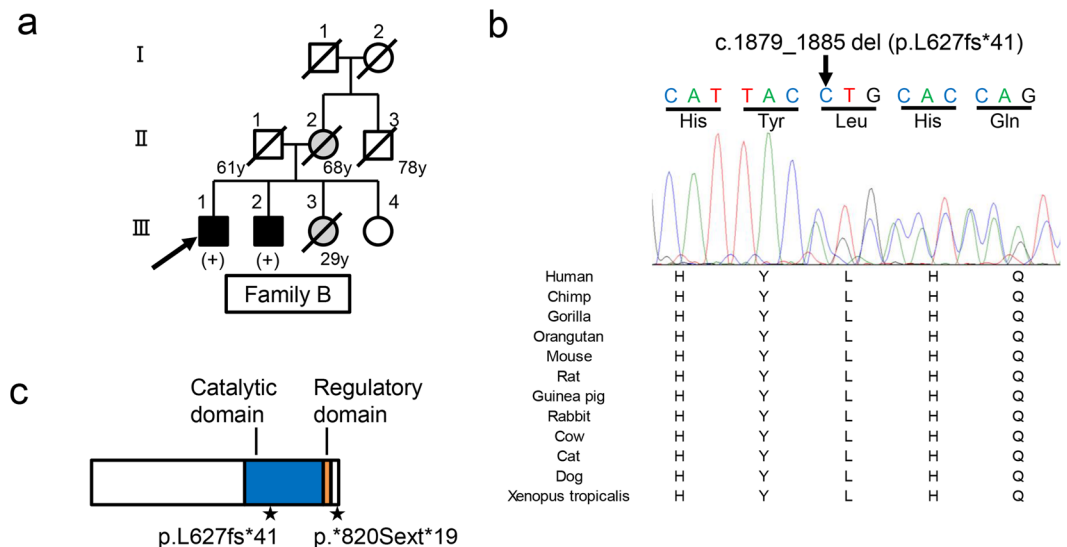 a
1 2
I
1 2 3
II
61y 68y 78y
1 2 3 4
III
(+) (+) 29y
Family B
b
c.1879_1885 del (p.L627fs*41)
C A T T A C C T G C A C C A G
His Tyr Leu His Gln
Human H Y L H Q
Chimp H Y L H Q
Gorilla H Y L H Q
Orangutan H Y L H Q
Mouse H Y L H Q
Rat H Y L H Q
Guinea pig H Y L H Q
Rabbit H Y L H Q
Cow H Y L H Q
Cat H Y L H Q
Dog H Y L H Q
Xenopus tropicalis H Y L H Q
c
Catalytic domain
Regulatory domain
p.L627fs*41 p.*820Sext*19